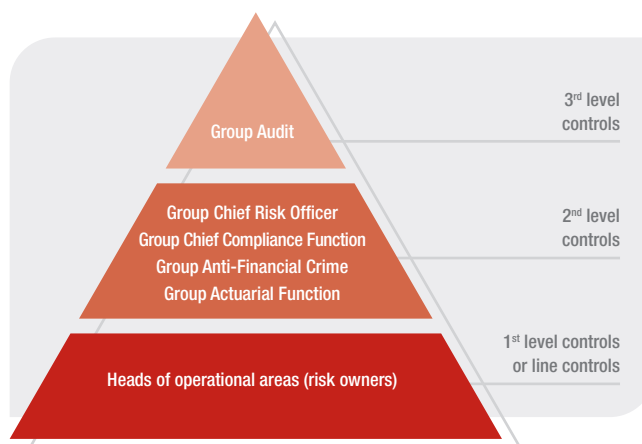 Group Audit
3rd level
controls
Group Chief Risk Officer
Group Chief Compliance Function
Group Anti-Financial Crime
Group Actuarial Function
2nd level
controls
Heads of operational areas (risk owners)
1st level controls
or line controls